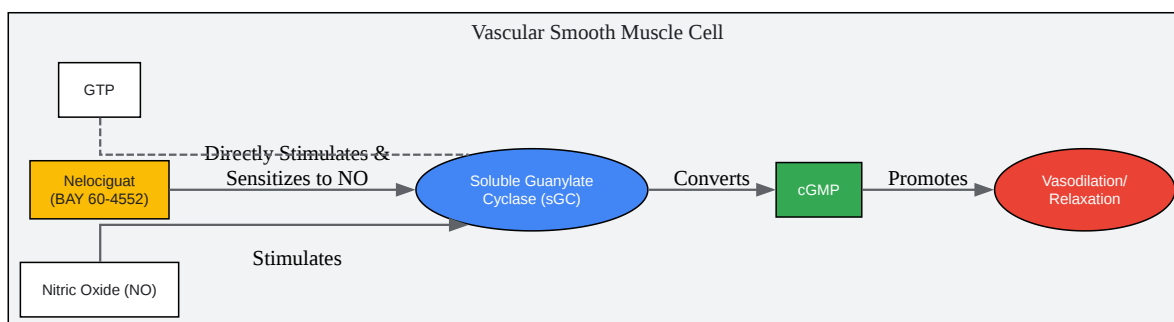 Vascular Smooth Muscle Cell
GTP
Directly Stimulates &
Sensitizes to NO
Nelociguat
(BAY 60-4552)
Soluble Guanylate
Cyclase (sGC)
Converts
cGMP
Promotes
Vasodilation/
Relaxation
Stimulates
Nitric Oxide (NO)